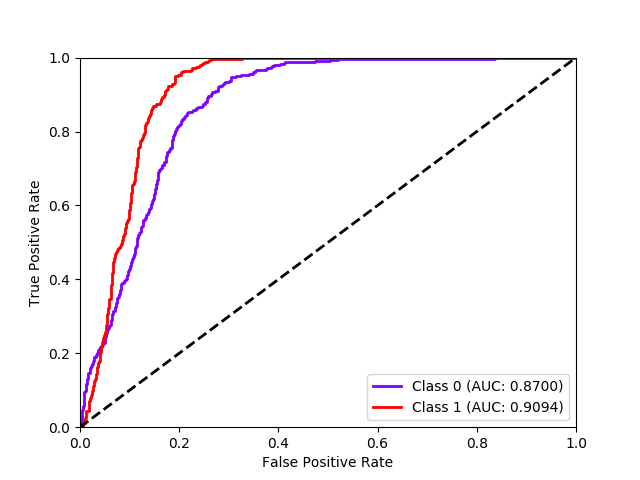 1.0
0.8
0.6
0.4
0.2
0.0
True Positive Rate
0.0 0.2 0.4 0.6 0.8 1.0
False Positive Rate
Class 0 (AUC: 0.8700)
Class 1 (AUC: 0.9094)